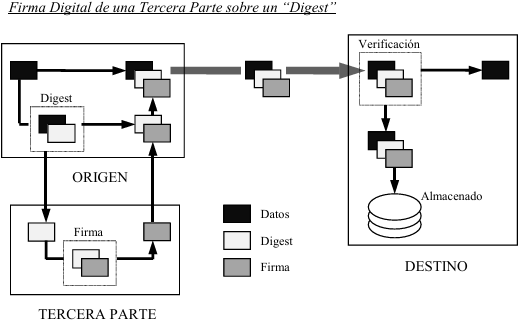 Firma Digital de una Tercera Parte sobre un “Digest”
Verificación
Digest
ORIGEN
Almacenado
Datos
Firma
Digest
Firma
DESTINO
TERCERA PARTE